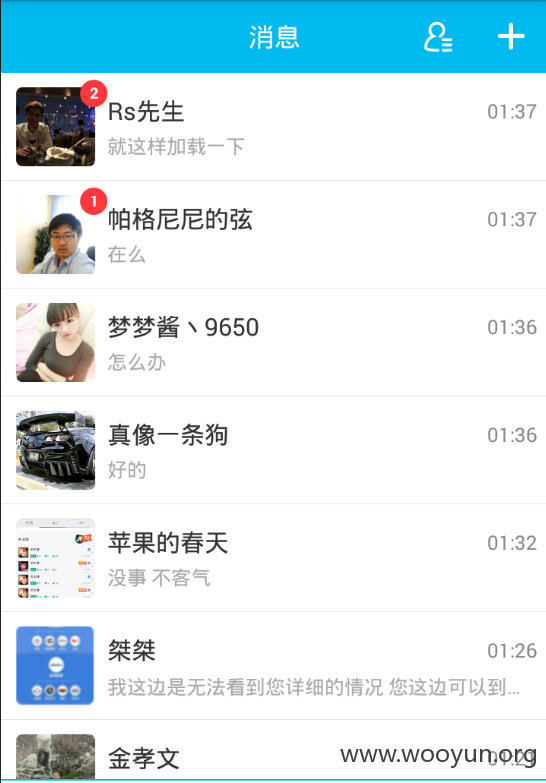 消息
2
Rs先生
01:37
就这样加载一下
1
帕格尼尼的弦
01:37
在么
梦梦酱丶9650
01:36
怎么办
真像一条狗
01:36
好的
苹果的春天
01:32
没事 不客气
桀桀
01:26
我这边是无法看到您详细的情况 您这边可以到...
金孝文
www.wooyun.org